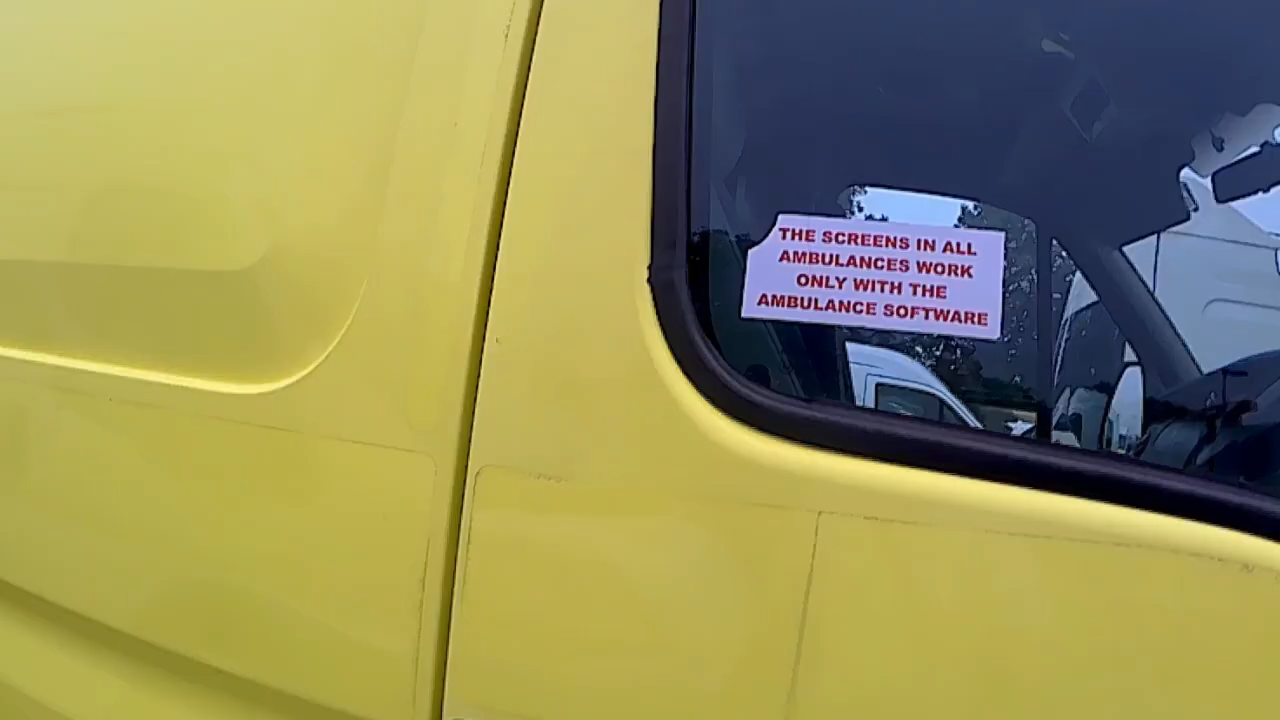 THE SCREENS IN ALL
AMBULANCES WORK
ONLY WITH THE
AMBULANCE SOFTWARE